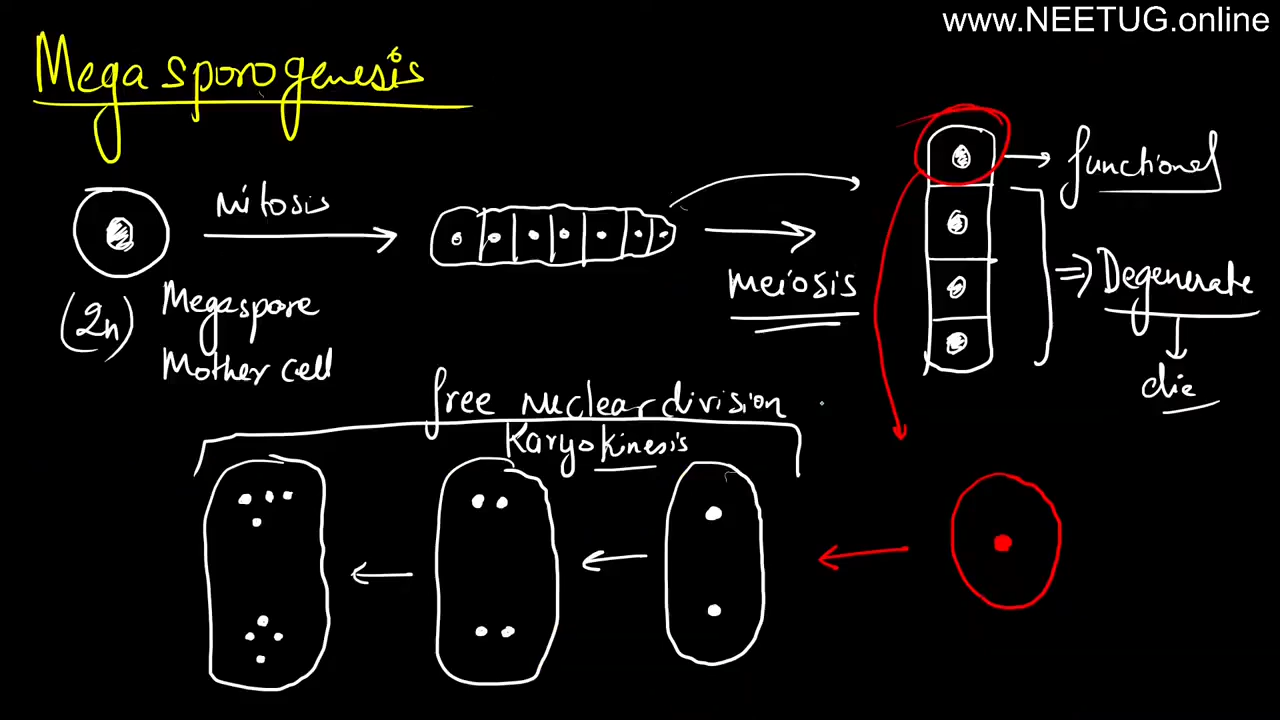 www.NEETUG.online
Megasporogenesis
mitosis
functional
(2n)
Megaspore
Mother cell
meiosis
=> Degenerate
die
free nuclear division
Karyokinesis